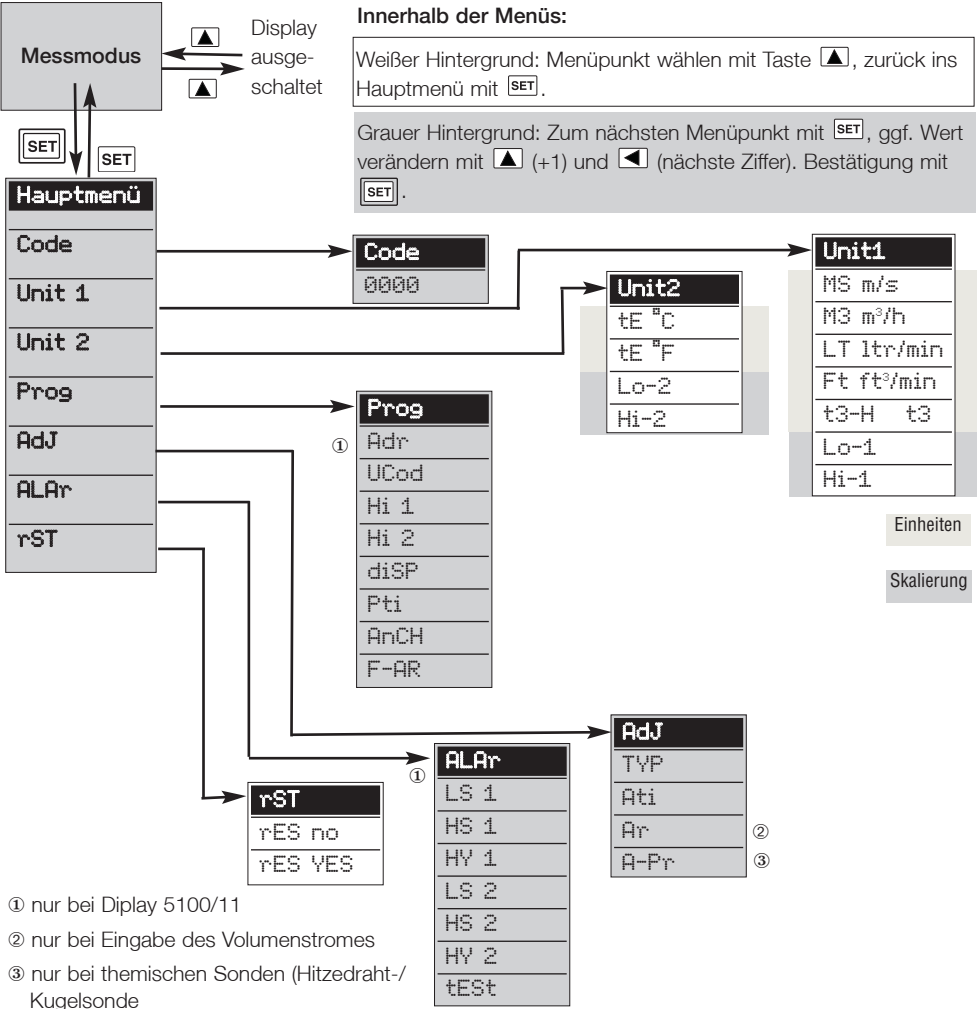 Messmodus
▲
Display
ausge-
schaltet
▲
SET
SET
Innerhalb der Menüs:
Weißer Hintergrund: Menüpunkt wählen mit Taste ▲, zurück ins
Hauptmenü mit SET.
Grauer Hintergrund: Zum nächsten Menüpunkt mit SET, ggf. Wert
verändern mit ▲ (+1) und ◀ (nächste Ziffer). Bestätigung mit
SET.
Hauptmenü
Code
Unit 1
Unit 2
Prog
AdJ
ALAr
rST
Code
0000
Unit2
tE °C
tE °F
Lo-2
Hi-2
Unit1
MS m/s
M3 m³/h
LT ltr/min
Ft ft³/min
t3-H t3
Lo-1
Hi-1
Einheiten
Skalierung
Prog
① Adr
UCod
Hi 1
Hi 2
diSP
Pti
AnCH
F-AR
AdJ
TYP
Ati
Ar ②
A-Pr ③
① ALAr
LS 1
HS 1
HY 1
LS 2
HS 2
HY 2
tESt
rST
rES no
rES YES
① nur bei Diplay 5100/11
② nur bei Eingabe des Volumenstromes
③ nur bei themischen Sonden (Hitzedraht-/
Kugelsonde